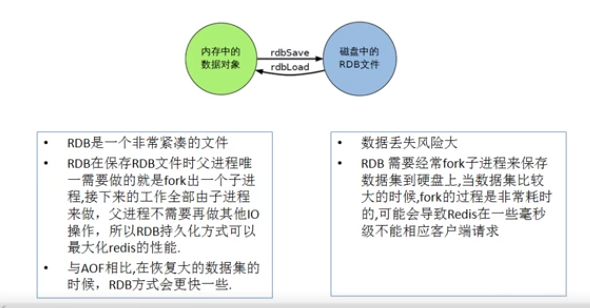 内存中的
数据对象
rdbSave
rdbLoad
磁盘中的
RDB文件
• RDB是一个非常紧凑的文件
• RDB在保存RDB文件时父进程唯
一需要做的就是fork出一个子进
程,接下来的工作全部由子进程
来做，父进程不需要再做其他IO
操作，所以RDB持久化方式可以
最大化redis的性能.
• 与AOF相比,在恢复大的数据集的
时候，RDB方式会更快一些.
• 数据丢失风险大
• RDB 需要经常fork子进程来保存
数据集到硬盘上,当数据集比较
大的时候,fork的过程是非常耗时
的,可能会导致Redis在一些毫秒
级不能相应客户端请求